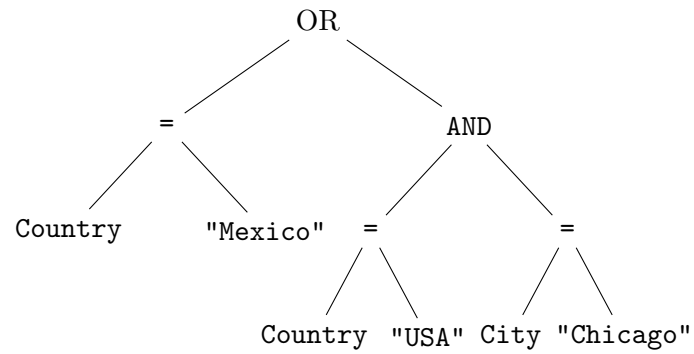 OR
= AND
Country "Mexico" = =
Country "USA" City "Chicago"